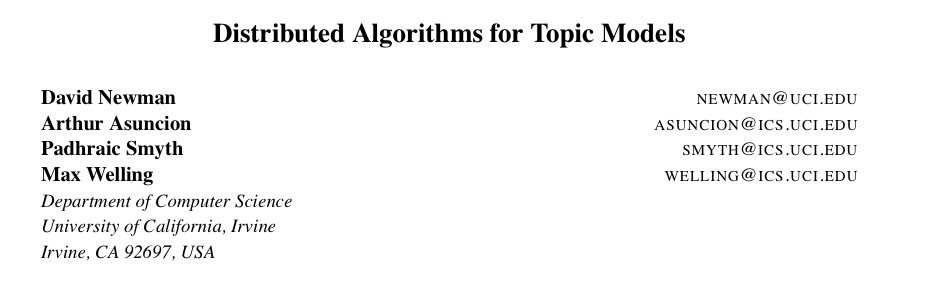 Distributed Algorithms for Topic Models
David Newman NEWMAN@UCI.EDU
Arthur Asuncion ASUNCION@ICS.UCI.EDU
Padhraic Smyth SMYTH@ICS.UCI.EDU
Max Welling WELLING@ICS.UCI.EDU
Department of Computer Science
University of California, Irvine
Irvine, CA 92697, USA